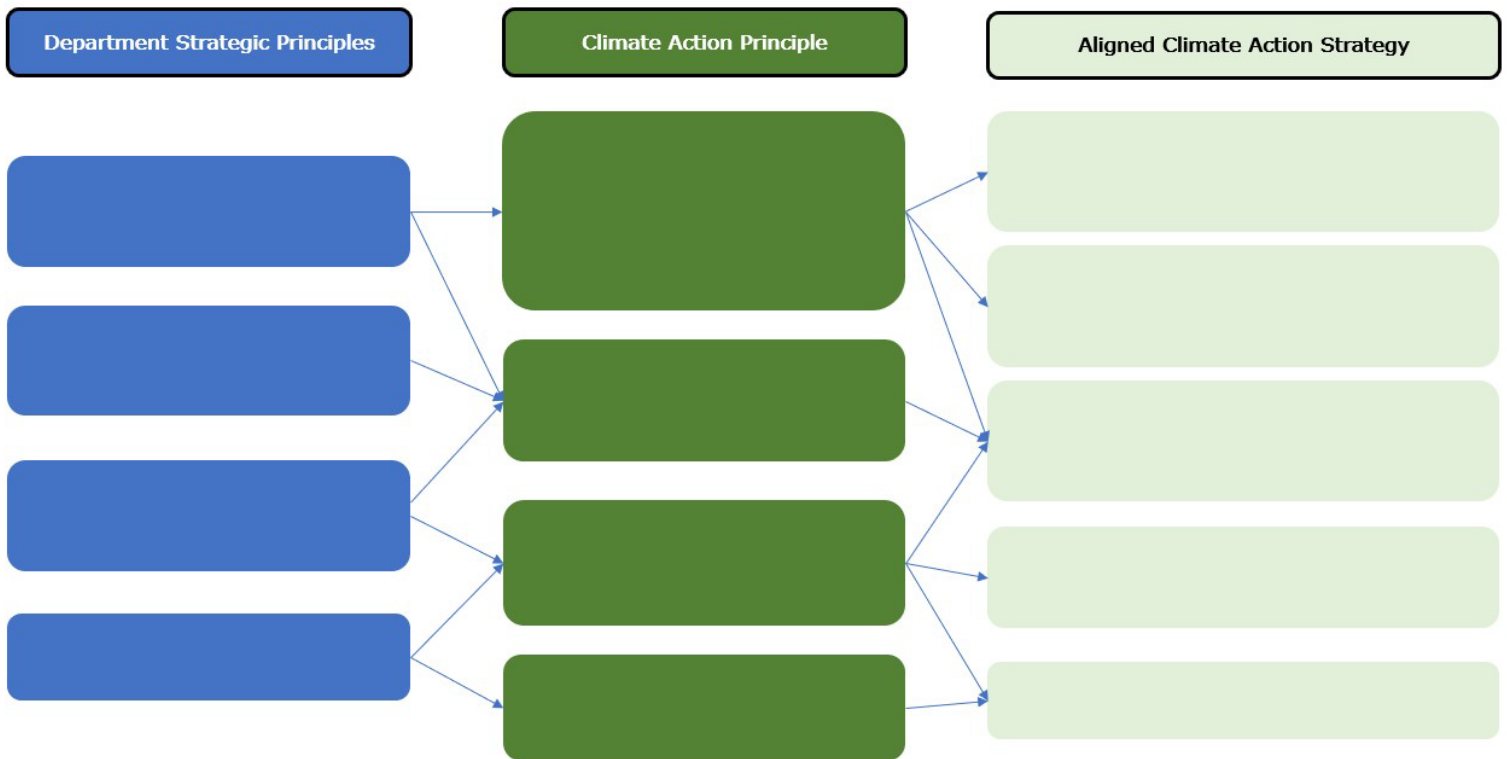 Department Strategic Principles
Climate Action Principle
Aligned Climate Action Strategy